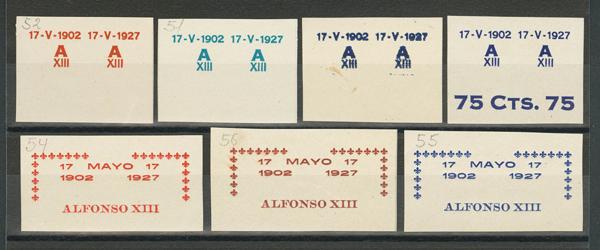 52
17-V-1902 17-V-1927
A A
XIII XIII
51
17-V-1902 17-V-1927
A A
XIII XIII
17-V-1902 17-V-1927
A A
XIII XIII
17-V-1902 17-V-1927
A A
XIII XIII
75 CTS. 75
54
17 MAYO 17
1902 1927
ALFONSO XIII
56
17 MAYO 17
1902 1927
ALFONSO XIII
55
17 MAYO 17
1902 1927
ALFONSO XIII